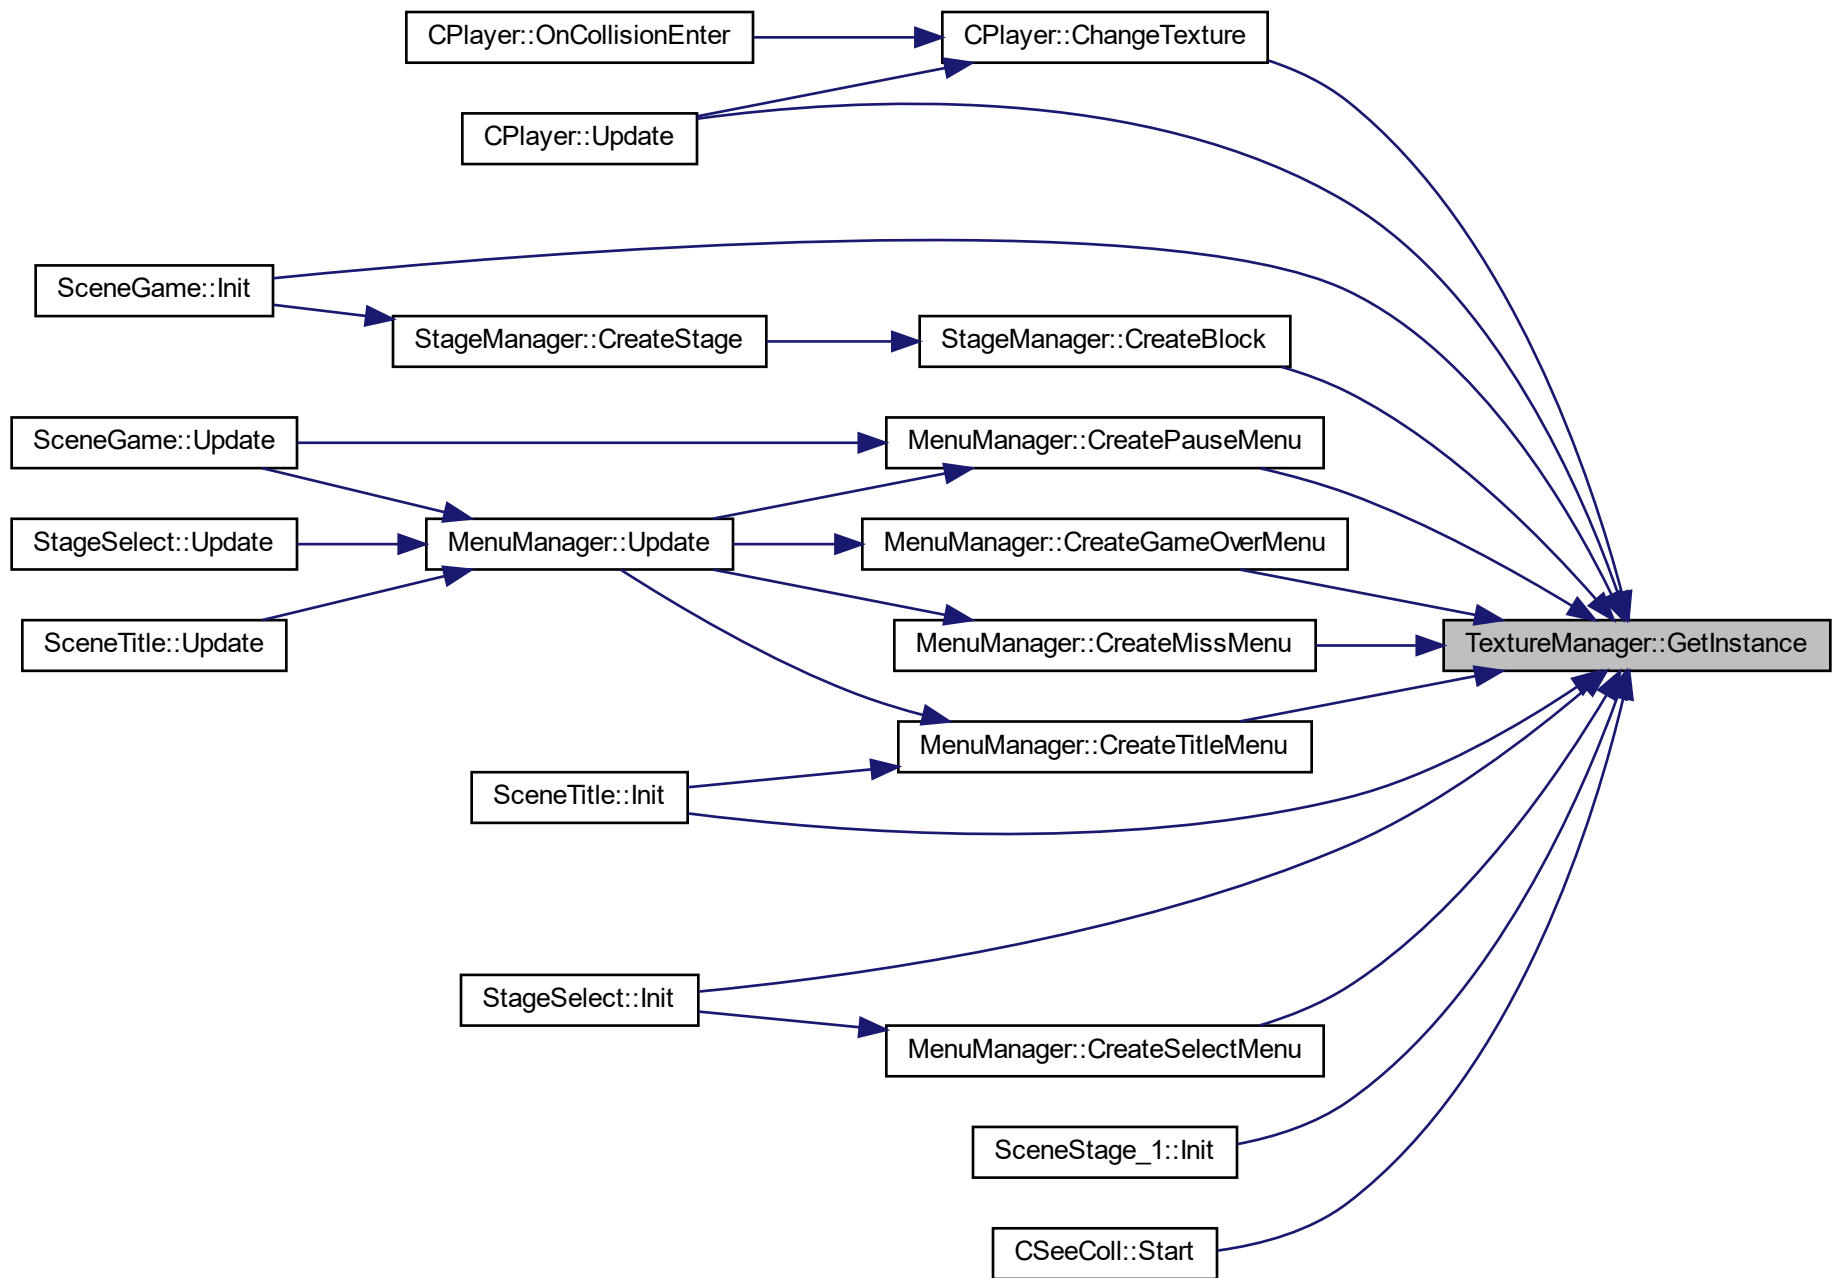 CPlayer::OnCollisionEnter
CPlayer::ChangeTexture
CPlayer::Update
SceneGame::Init
StageManager::CreateStage
StageManager::CreateBlock
SceneGame::Update
MenuManager::CreatePauseMenu
StageSelect::Update
MenuManager::Update
MenuManager::CreateGameOverMenu
SceneTitle::Update
MenuManager::CreateMissMenu
TextureManager::GetInstance
MenuManager::CreateTitleMenu
SceneTitle::Init
StageSelect::Init
MenuManager::CreateSelectMenu
SceneStage_1::Init
CSeeColl::Start